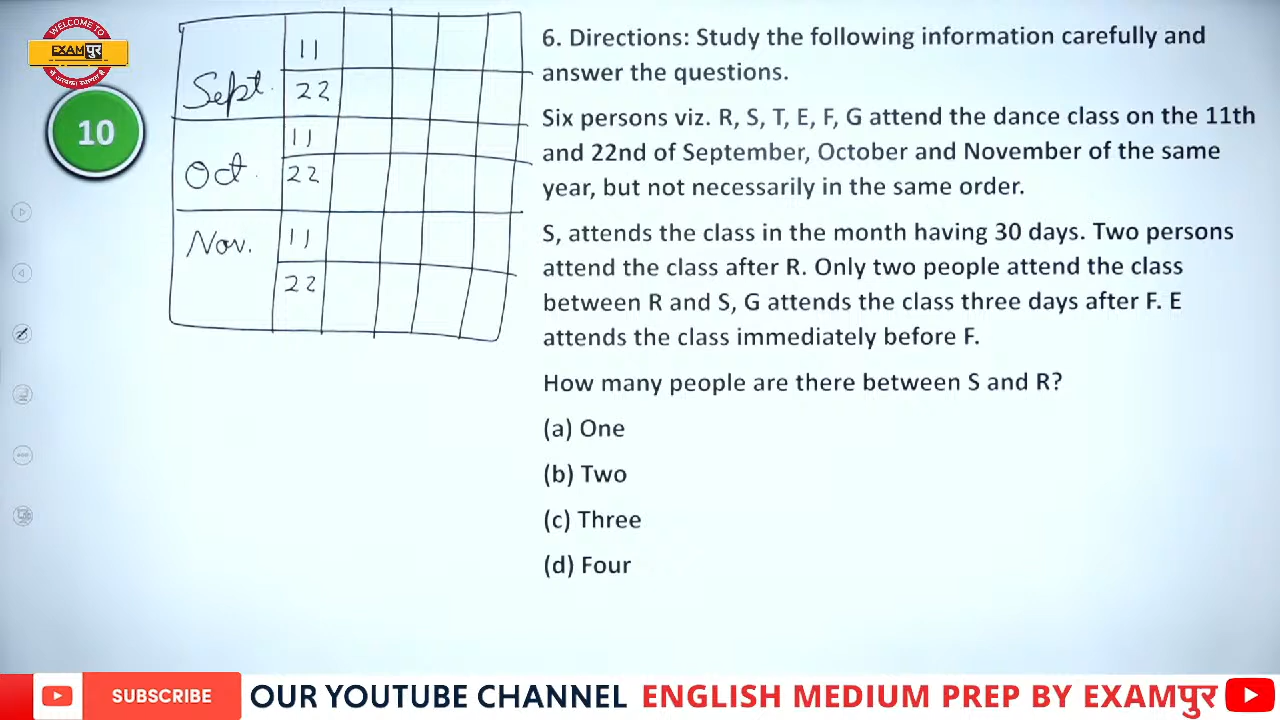 WELCOME TO
EXAMपुर
10
Sept. 11
22
Oct. 11
22
Nov. 11
22
6. Directions: Study the following information carefully and
answer the questions.
Six persons viz. R, S, T, E, F, G attend the dance class on the 11th
and 22nd of September, October and November of the same
year, but not necessarily in the same order.
S, attends the class in the month having 30 days. Two persons
attend the class after R. Only two people attend the class
between R and S, G attends the class three days after F. E
attends the class immediately before F.
How many people are there between S and R?
(a) One
(b) Two
(c) Three
(d) Four
SUBSCRIBE OUR YOUTUBE CHANNEL ENGLISH MEDIUM PREP BY EXAMपुर